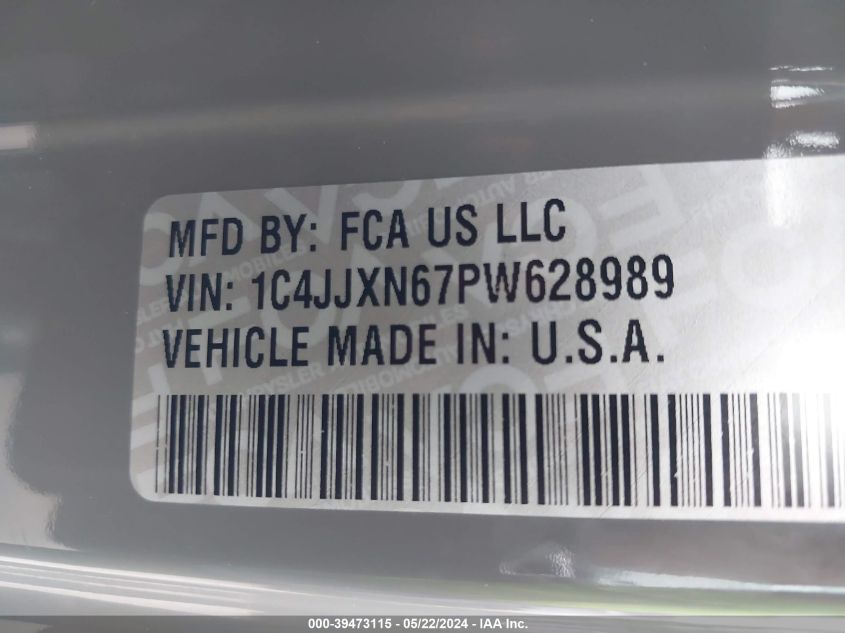 MFD BY: FCA US LLC
VIN: 1C4JJXN67PW628989
VEHICLE MADE IN: U.S.A.
000-39473115 - 05/22/2024 - IAA Inc.